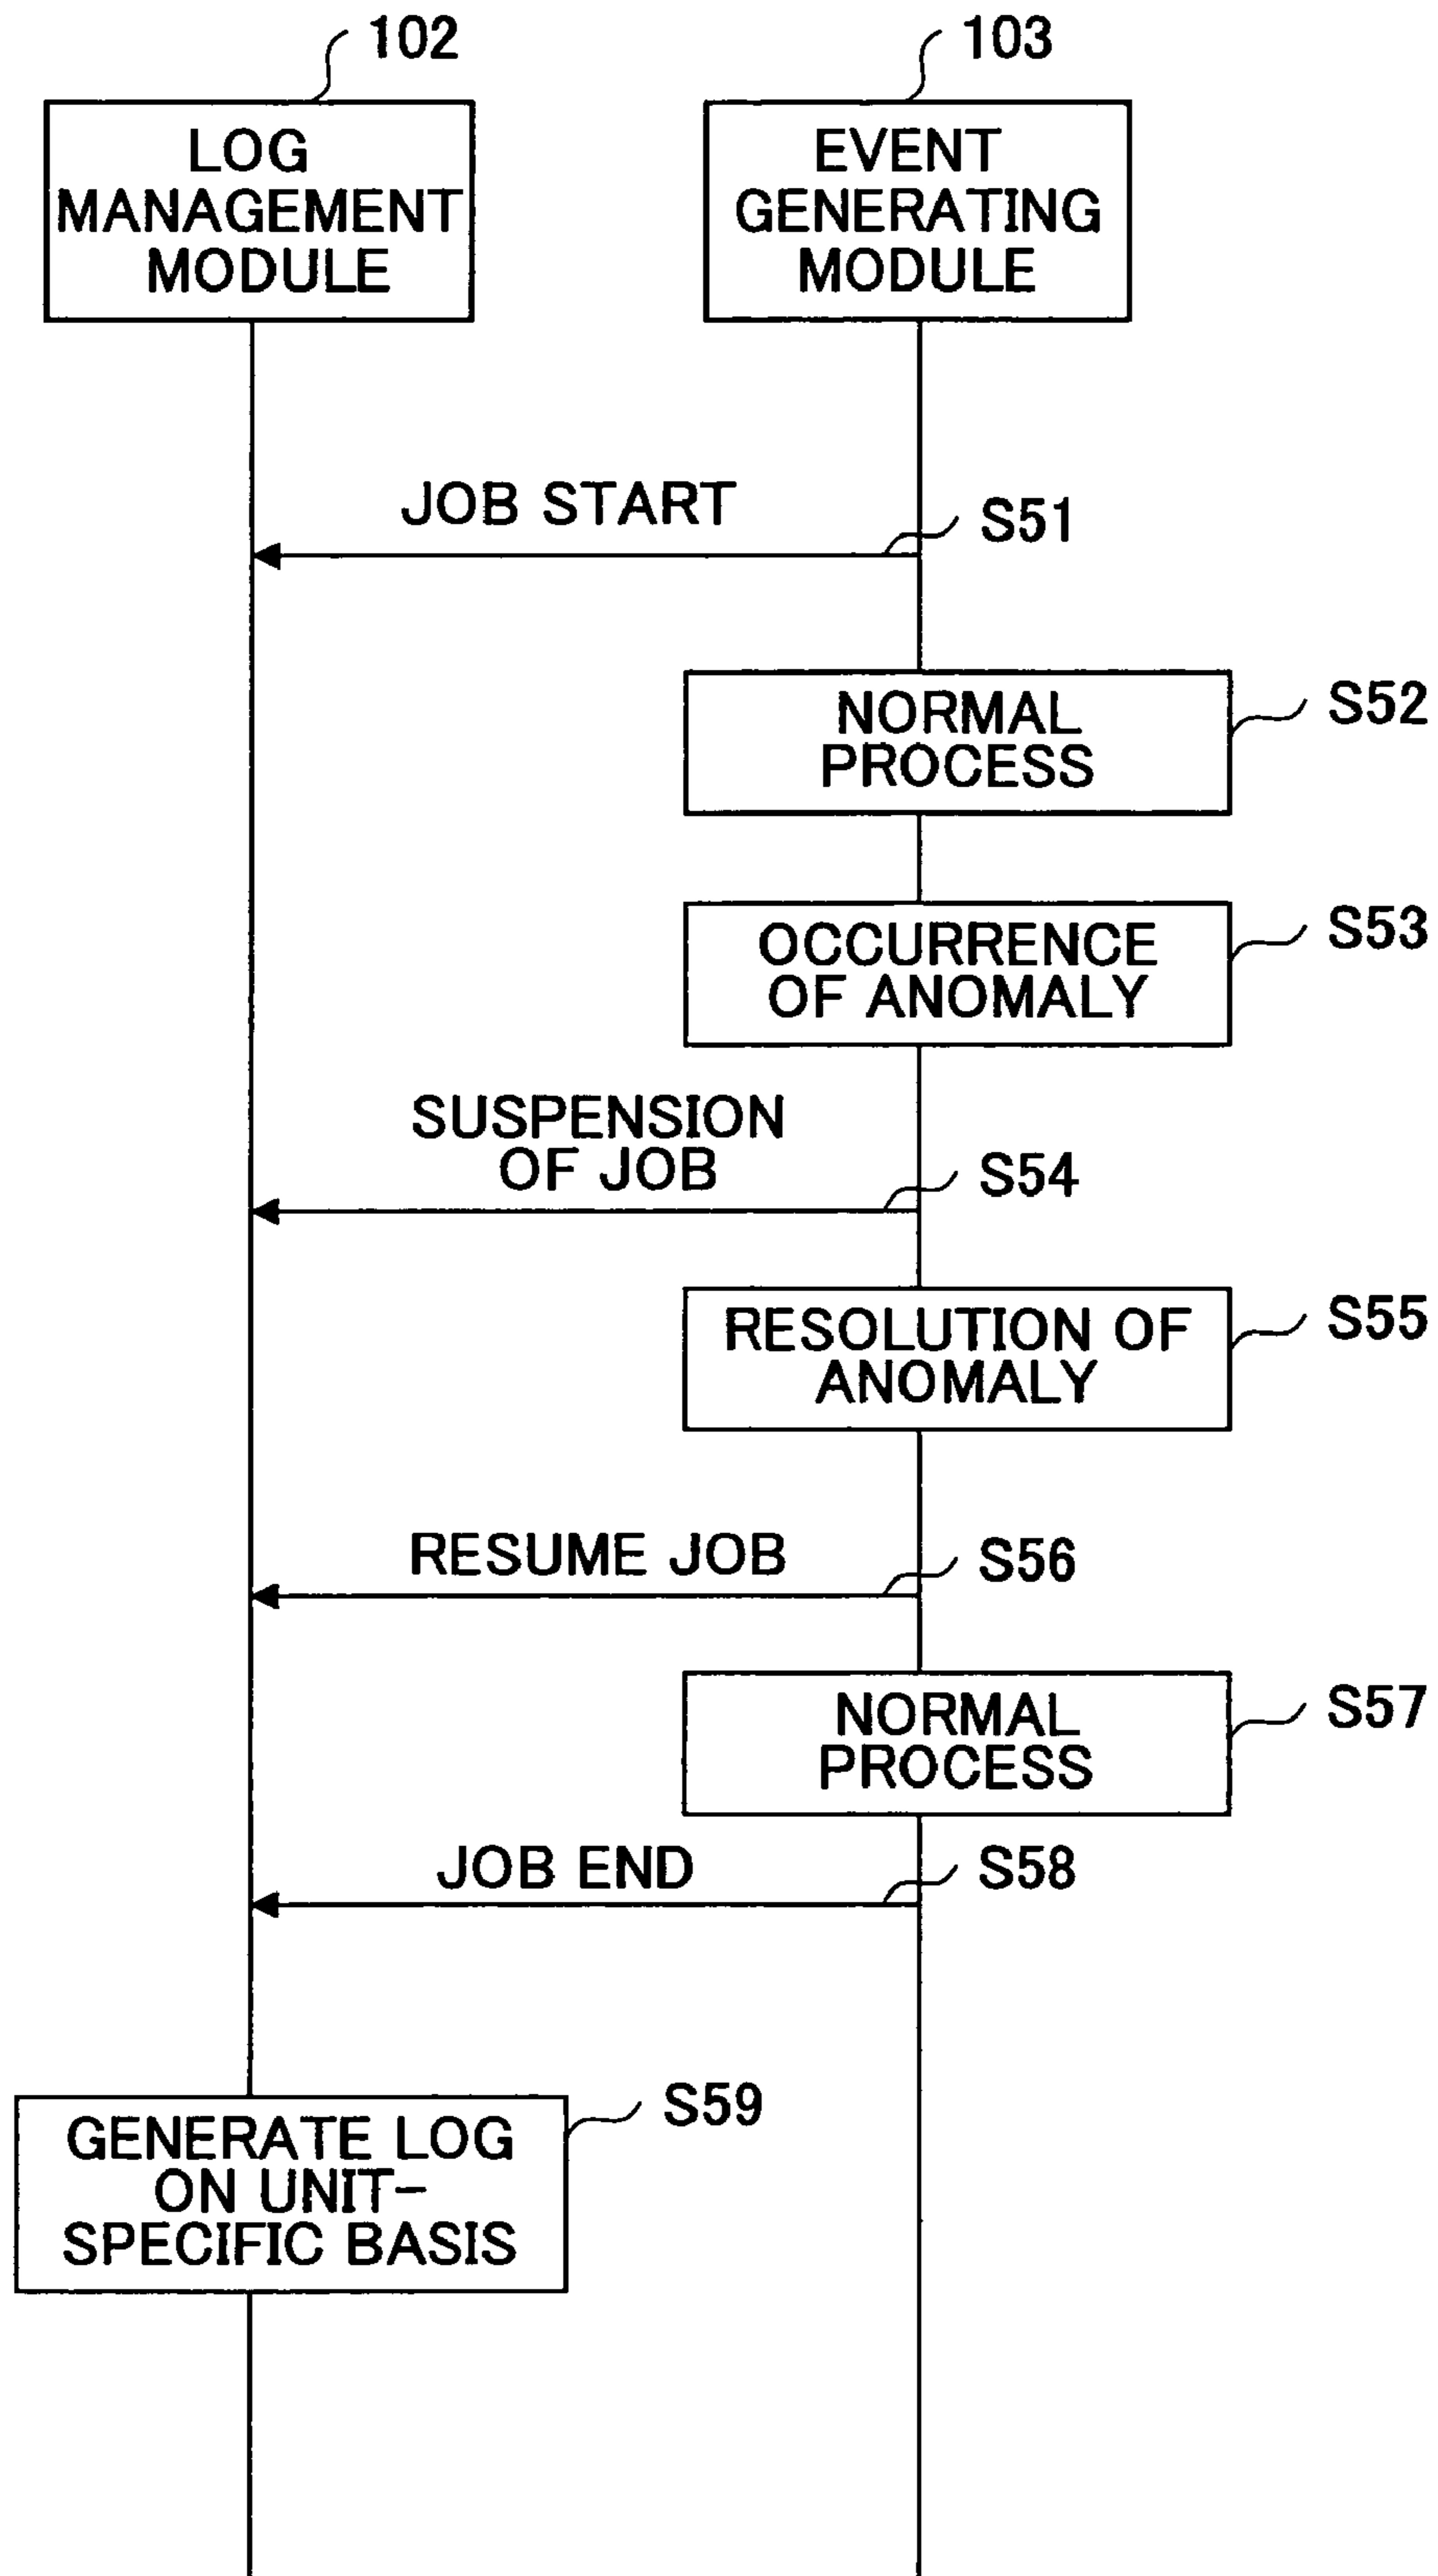 102
103
LOG
MANAGEMENT
MODULE
EVENT
GENERATING
MODULE
JOB START
S51
NORMAL
PROCESS
S52
OCCURRENCE
OF ANOMALY
S53
SUSPENSION
OF JOB
S54
RESOLUTION OF
ANOMALY
S55
RESUME JOB
S56
NORMAL
PROCESS
S57
JOB END
S58
GENERATE LOG
ON UNIT-
SPECIFIC BASIS
S59